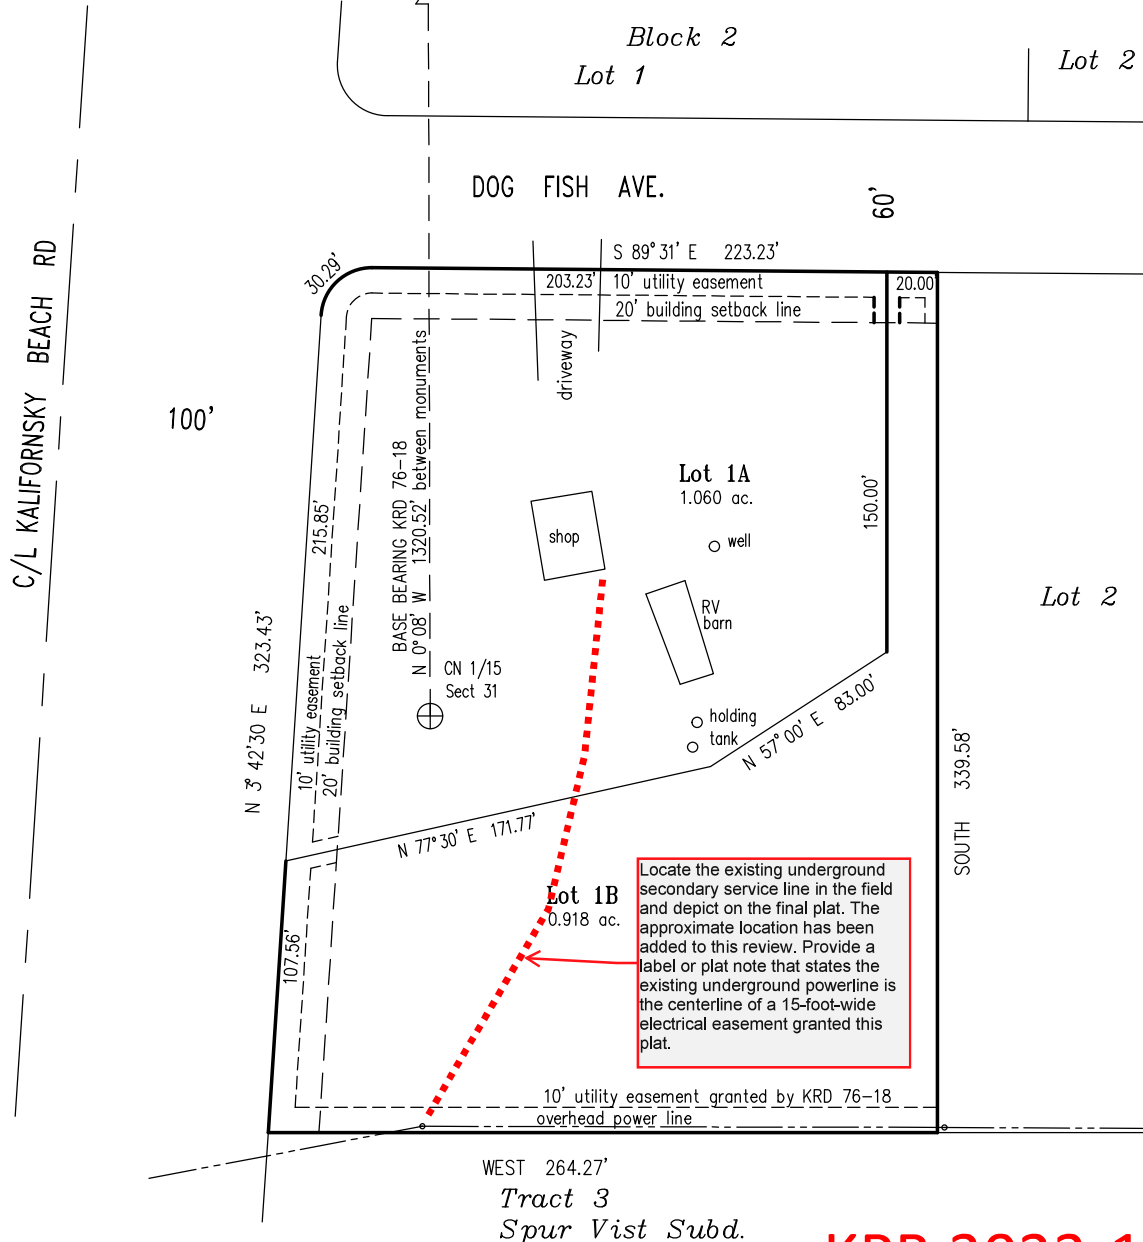 Block 2
Lot 1
Lot 2
DOG FISH AVE.
60'
S 89°31' E 223.23'
30.29'
203.23'
10' utility easement
20.00
20' building setback line
driveway
C/L KALIFORNSKY BEACH RD
100'
BASE BEARING KRD 76-18
N 0°08' W 1320.52' between monuments
Lot 1A
1.060 ac.
150.00'
215.85'
shop
well
RV
barn
Lot 2
N 3°42'30 E 323.43'
10' utility easement
20' building setback line
CN 1/15
Sect 31
holding
tank
N 57°00' E 83.00'
SOUTH 339.58'
N 77°30' E 171.77'
Lot 1B
0.918 ac.
107.56'
Locate the existing underground
secondary service line in the field
and depict on the final plat. The
approximate location has been
added to this review. Provide a
label or plat note that states the
existing underground powerline is
the centerline of a 15-foot-wide
electrical easement granted this
plat.
10' utility easement granted by KRD 76-18
overhead power line
WEST 264.27'
Tract 3
Spur Vist Subd.